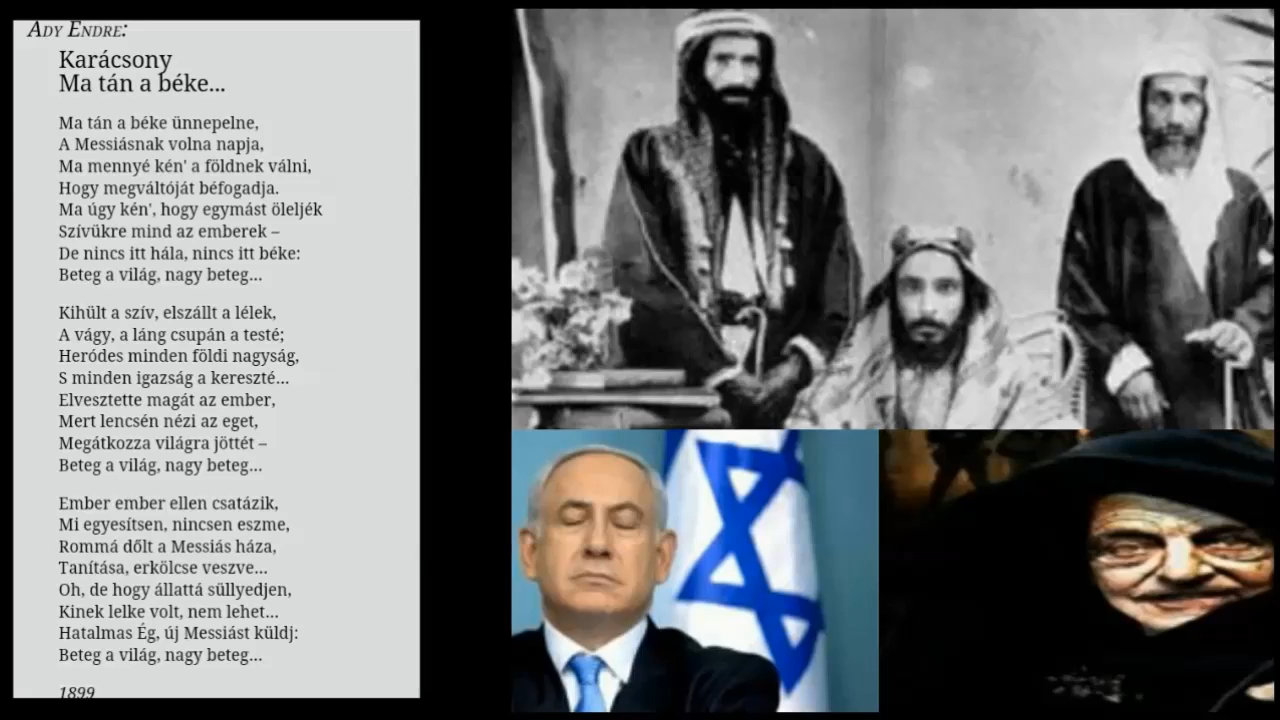 ADY ENDRE:
Karácsony
Ma tán a béke...
Ma tán a béke ünnepelne,
A Messiásnak volna napja,
Ma mennyé kén' a földnek válni,
Hogy megváltóját béfogadja.
Ma úgy kén', hogy egymást öleljék
Szívükre mind az emberek –
De nincs itt hála, nincs itt béke:
Beteg a világ, nagy beteg...
Kihült a szív, elszállt a lélek,
A vágy, a láng csupán a testé;
Heródes minden földi nagyság,
S minden igazság a kereszté...
Elvesztette magát az ember,
Mert lencsén nézi az eget,
Megátkozza világra jöttét –
Beteg a világ, nagy beteg...
Ember ember ellen csatázik,
Mi egyesítsen, nincsen eszme,
Rommá dőlt a Messiás háza,
Tanítása, erkölcse veszve...
Oh, de hogy állattá süllyedjen,
Kinek lelke volt, nem lehet...
Hatalmas Ég, új Messiást küldj:
Beteg a világ, nagy beteg...
1899